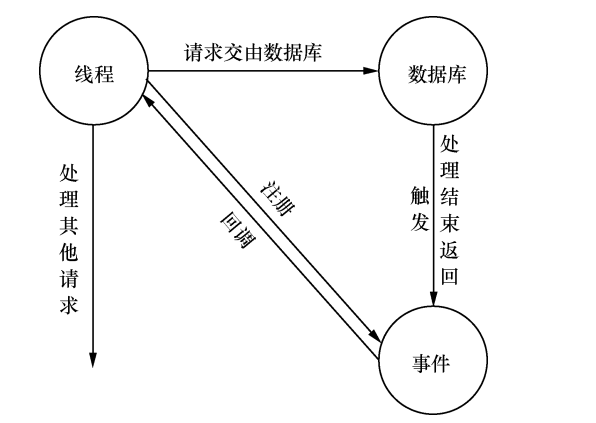 请求交由数据库
线程
数据库
处理其他请求
注册
回调
触发
处理结束返回
事件